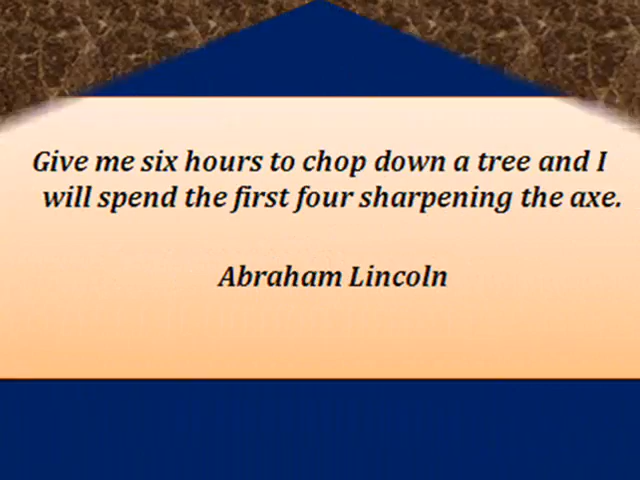 Give me six hours to chop down a tree and I
will spend the first four sharpening the axe.
Abraham Lincoln